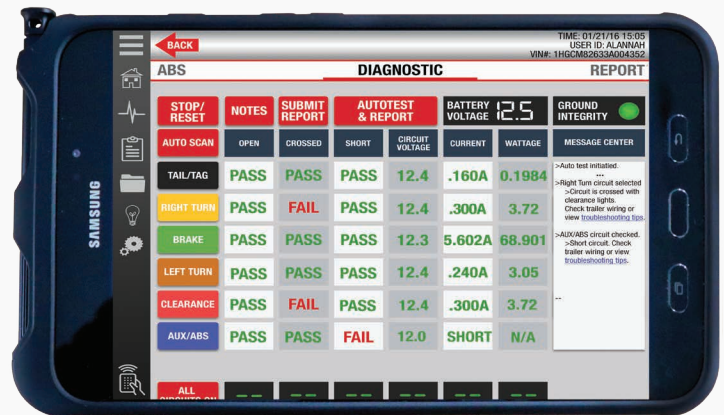 TIME: 01/21/16 15:05
USER ID: ALANNAH
VIN#: 1HGCM82633A004352
BACK
ABS DIAGNOSTIC REPORT
STOP/
RESET
NOTES
SUBMIT
REPORT
AUTOTEST
& REPORT
BATTERY
VOLTAGE
12.5
GROUND
INTEGRITY
AUTO SCAN OPEN CROSSED SHORT CIRCUIT
VOLTAGE CURRENT WATTAGE MESSAGE CENTER
TAIL/TAG PASS PASS PASS 12.4 .160A 0.1984
RIGHT TURN PASS FAIL PASS 12.4 .300A 3.72
BRAKE PASS PASS PASS 12.3 5.602A 68.901
LEFT TURN PASS PASS PASS 12.4 .240A 3.05
CLEARANCE PASS FAIL PASS 12.4 .300A 3.72
AUX/ABS PASS PASS FAIL 12.0 SHORT N/A
>Auto test initiated.
...
>Right Turn circuit selected
>Circuit is crossed with
clearance lights.
Check trailer wiring or
view troubleshooting tips.
>AUX/ABS circuit checked.
>Short circuit. Check
trailer wiring or view
troubleshooting tips.
--
ALL
CIRCUITS ON -- -- -- -- -- --
SAMSUNG